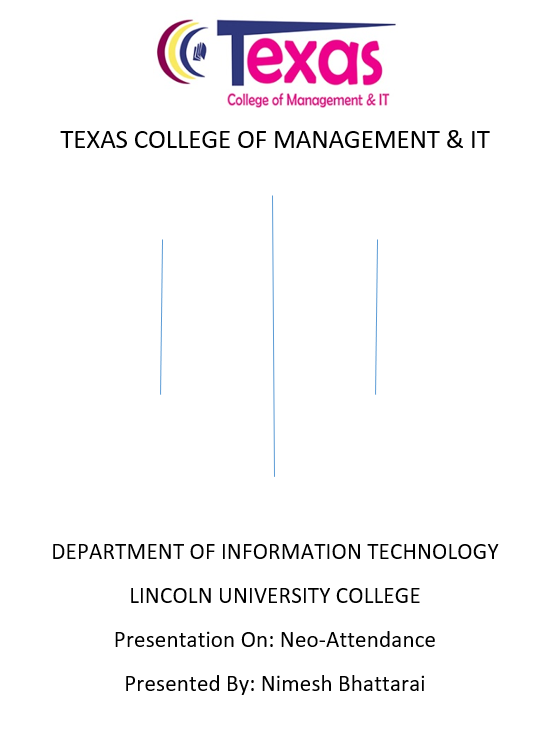 Texas
College of Management & IT
TEXAS COLLEGE OF MANAGEMENT & IT
DEPARTMENT OF INFORMATION TECHNOLOGY
LINCOLN UNIVERSITY COLLEGE
Presentation On: Neo-Attendance
Presented By: Nimesh Bhattarai